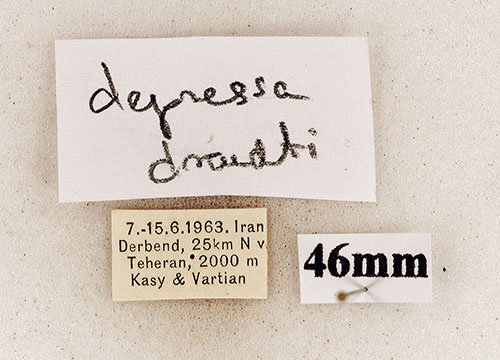 depressa
draudti
7.-15.6.1963. Iran
Derbend, 25km N v.
Teheran, 2000 m
Kasy & Vartian
46mm